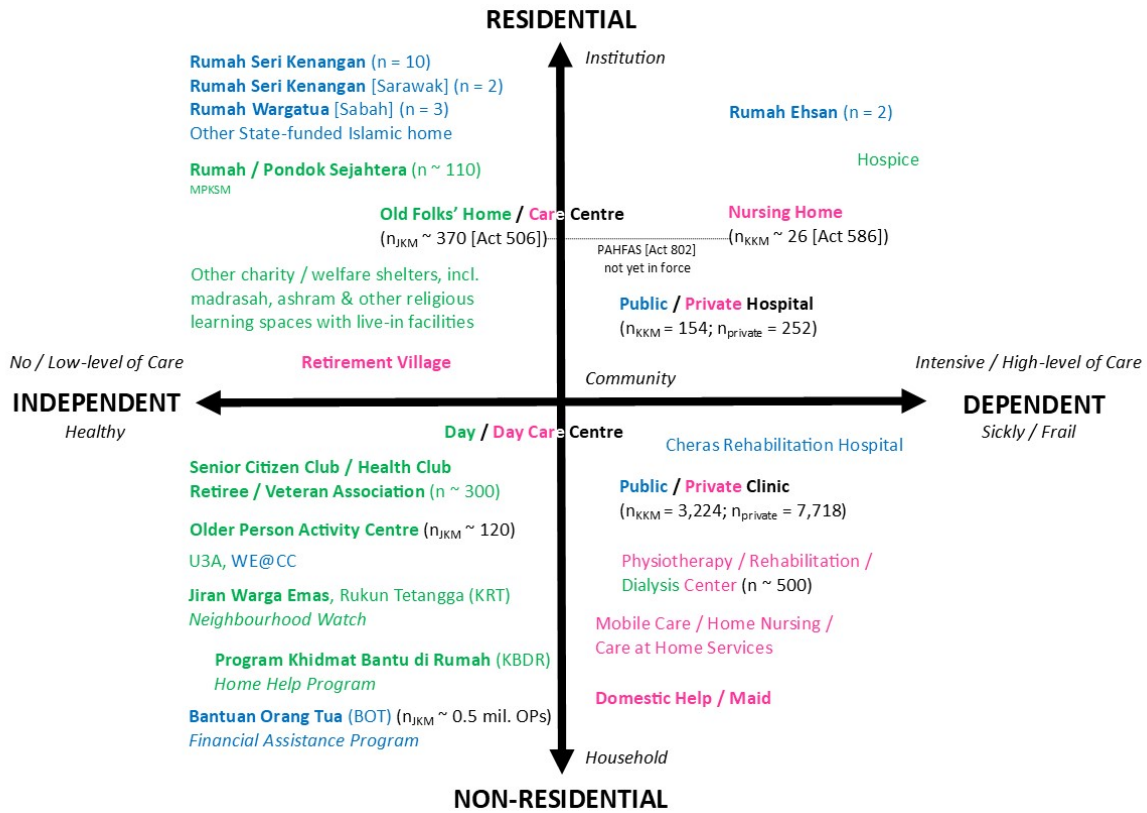 RESIDENTIAL
Institution
Rumah Seri Kenangan (n = 10)
Rumah Seri Kenangan [Sarawak] (n = 2)
Rumah Wargatua [Sabah] (n = 3)
Other State-funded Islamic home
Rumah Ehsan (n = 2)
Hospice
Rumah / Pondok Sejahtera (n ~ 110)
MPKSM
Old Folks’ Home / Care Centre
(nJKM ~ 370 [Act 506])
Nursing Home
(nKKM ~ 26 [Act 586])
PAHFAS [Act 802]
not yet in force
Other charity / welfare shelters, incl.
madrasah, ashram & other religious
learning spaces with live-in facilities
Public / Private Hospital
(nKKM = 154; nprivate = 252)
No / Low-level of Care
Retirement Village
Community
Intensive / High-level of Care
INDEPENDENT
Healthy
DEPENDENT
Sickly / Frail
Day / Day Care Centre
Cheras Rehabilitation Hospital
Senior Citizen Club / Health Club
Retiree / Veteran Association (n ~ 300)
Public / Private Clinic
(nKKM = 3,224; nprivate = 7,718)
Older Person Activity Centre (nJKM ~ 120)
U3A, WE@CC
Physiotherapy / Rehabilitation /
Dialysis Center (n ~ 500)
Jiran Warga Emas, Rukun Tetangga (KRT)
Neighbourhood Watch
Mobile Care / Home Nursing /
Care at Home Services
Program Khidmat Bantu di Rumah (KBDR)
Home Help Program
Domestic Help / Maid
Bantuan Orang Tua (BOT) (nJKM ~ 0.5 mil. OPs)
Financial Assistance Program
Household
NON-RESIDENTIAL